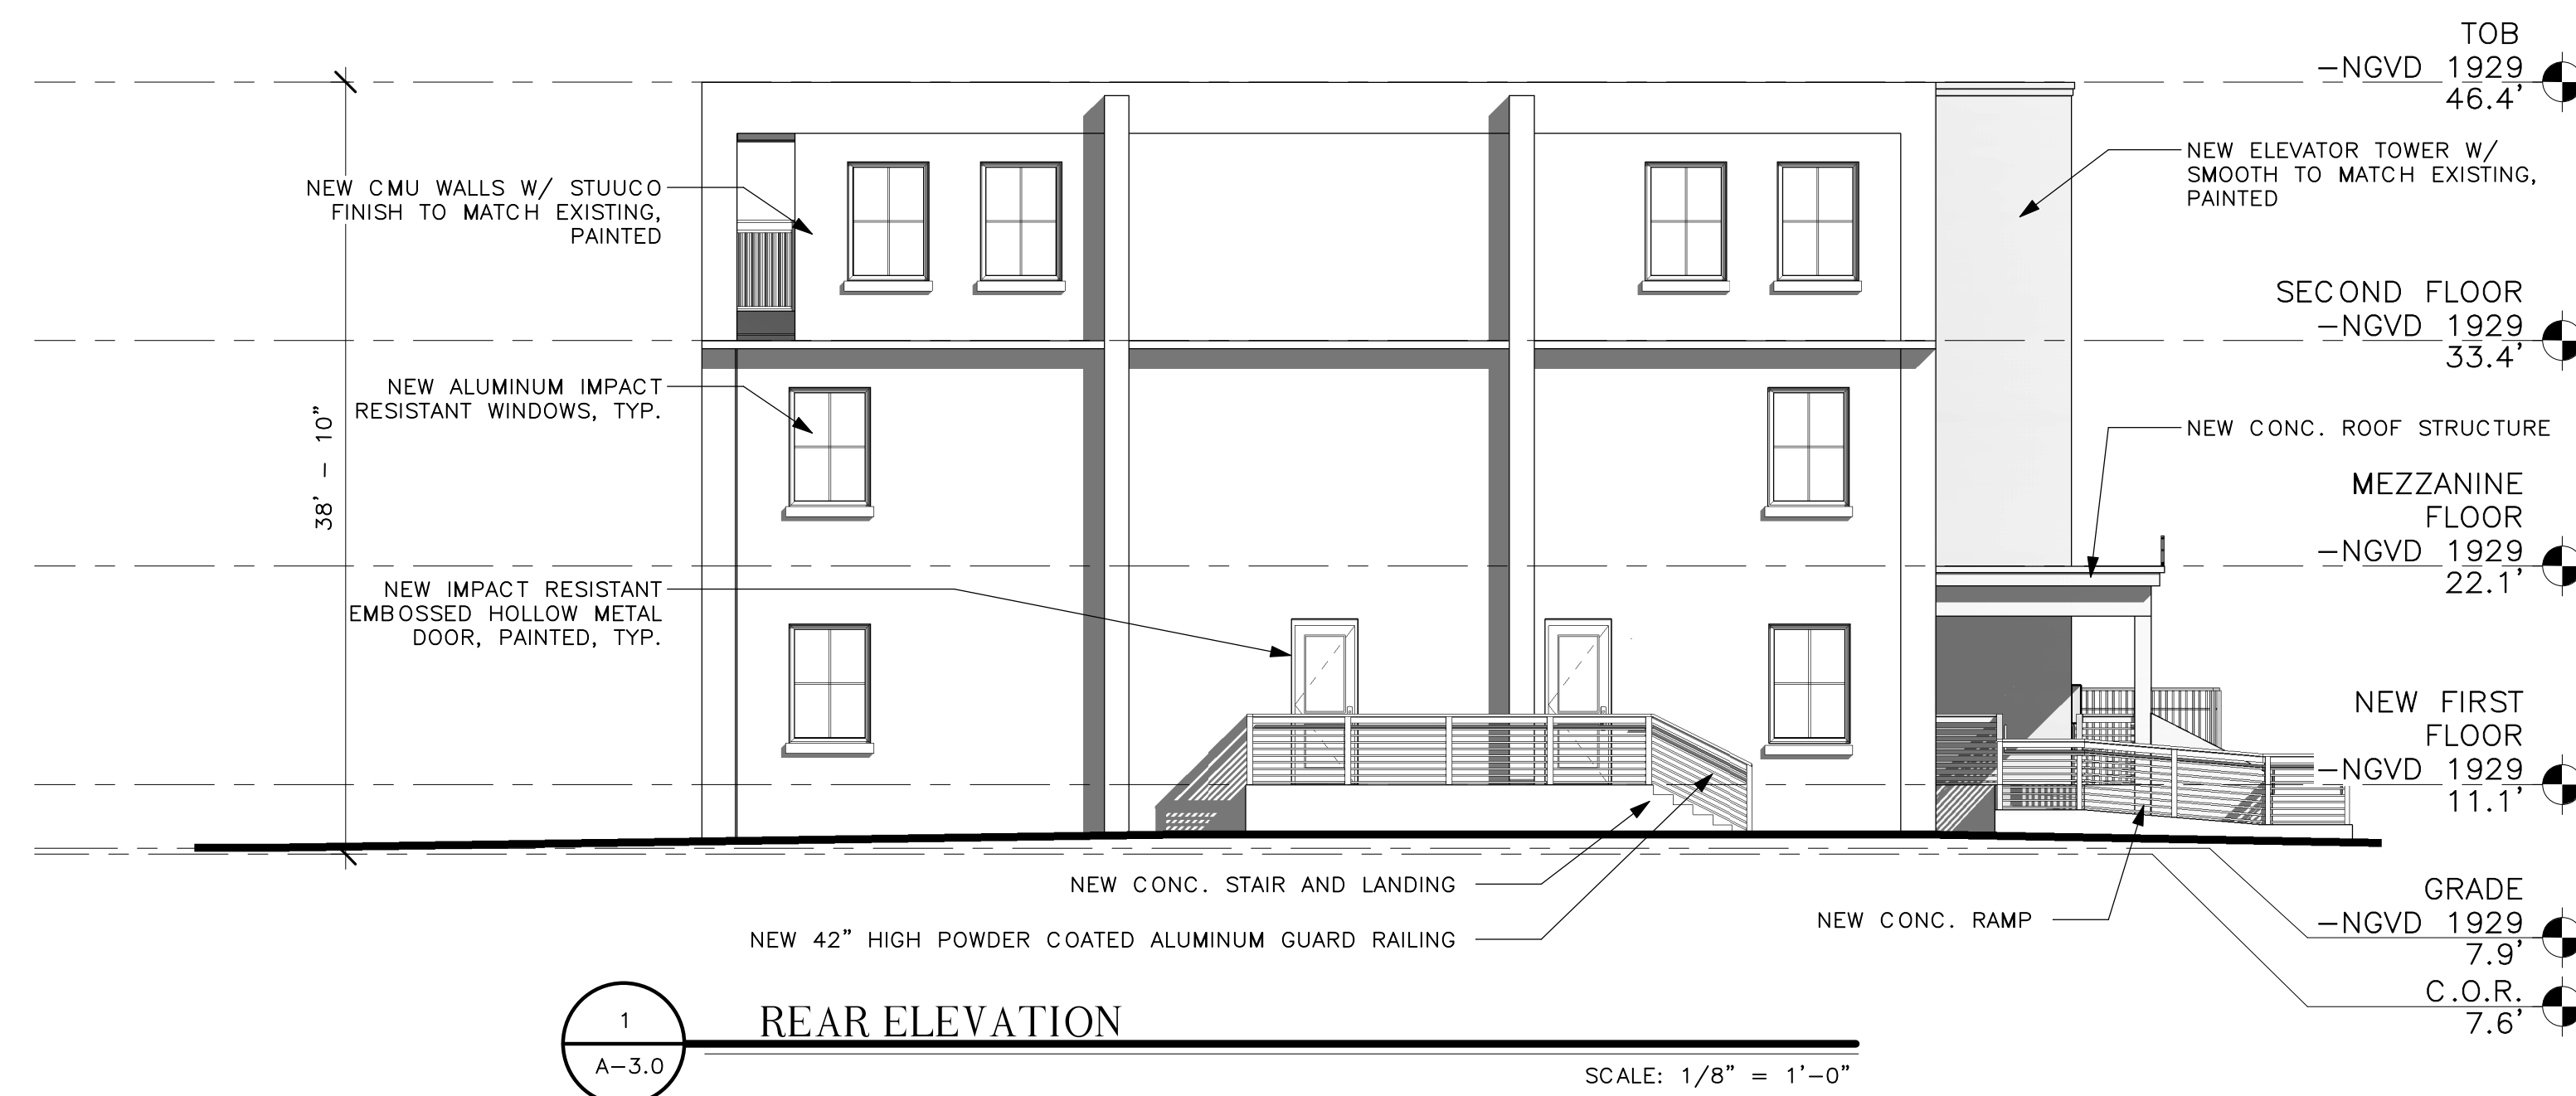 TOB
-NGVD 1929
46.4'
NEW ELEVATOR TOWER W/
SMOOTH TO MATCH EXISTING,
PAINTED
NEW CMU WALLS W/ STUUCO
FINISH TO MATCH EXISTING,
PAINTED
SECOND FLOOR
-NGVD 1929
33.4'
NEW ALUMINUM IMPACT
RESISTANT WINDOWS, TYP.
38' - 10"
NEW CONC. ROOF STRUCTURE
MEZZANINE
FLOOR
-NGVD 1929
22.1'
NEW IMPACT RESISTANT
EMBOSSED HOLLOW METAL
DOOR, PAINTED, TYP.
NEW FIRST
FLOOR
-NGVD 1929
11.1'
NEW CONC. STAIR AND LANDING
NEW 42" HIGH POWDER COATED ALUMINUM GUARD RAILING
NEW CONC. RAMP
GRADE
-NGVD 1929
7.9'
C.O.R.
7.6'
1
A-3.0
REAR ELEVATION
SCALE: 1/8" = 1'-0"